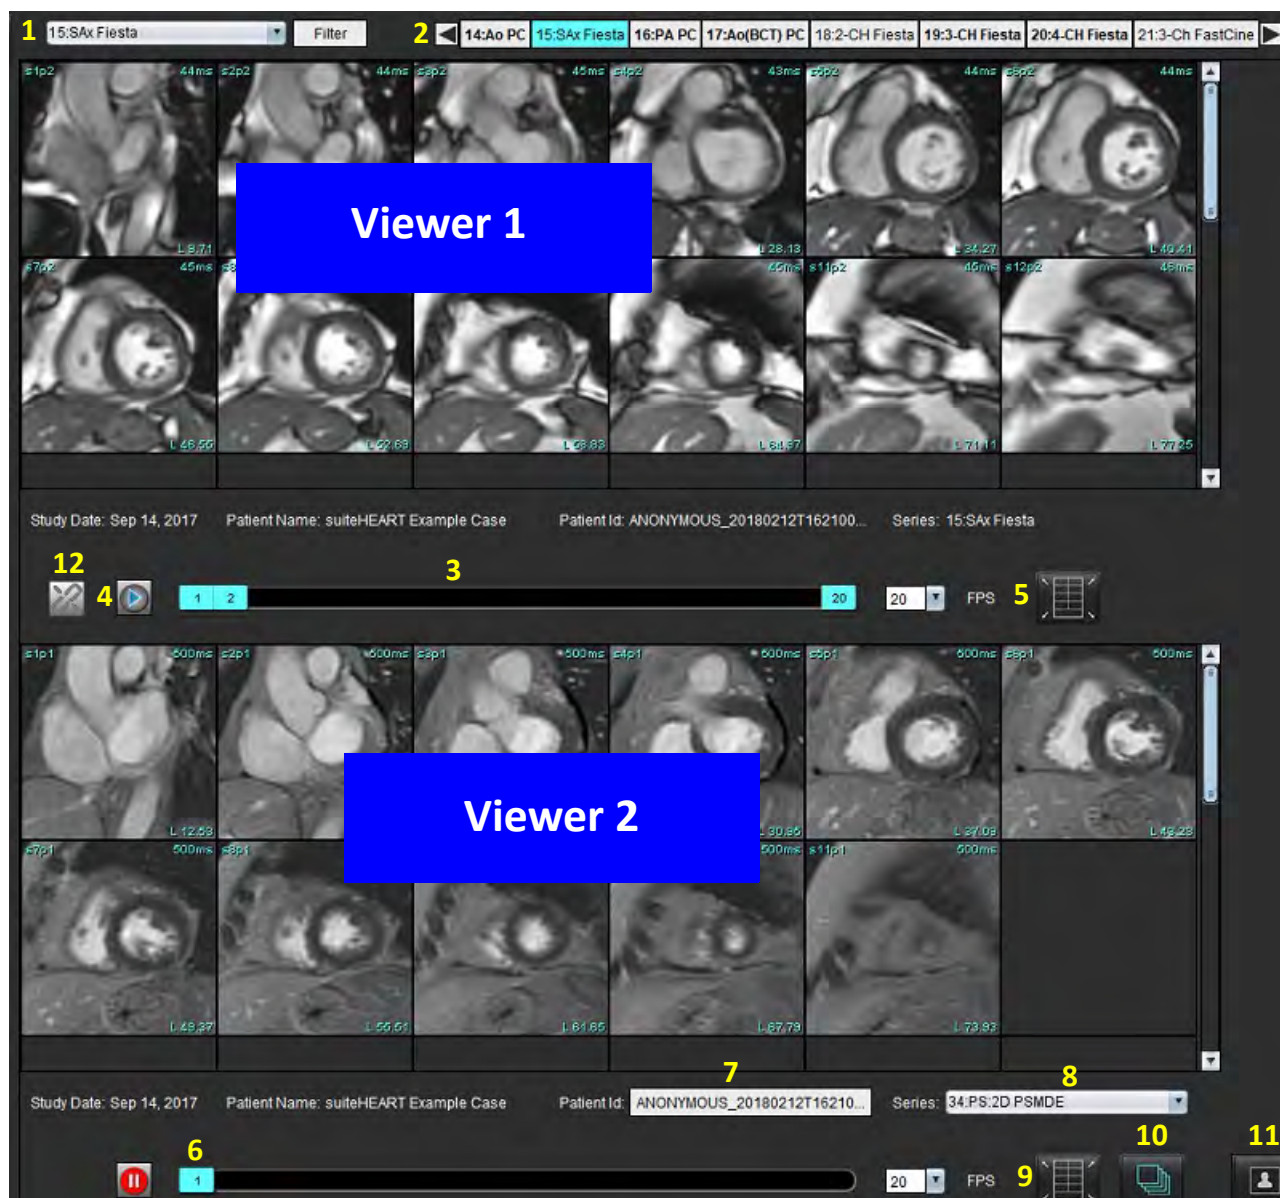 1 15:SAx Fiesta Filter 2 14:Ao PC 15:SAx Fiesta 16:PA PC 17:Ao(BCT) PC 18:2-CH Fiesta 19:3-CH Fiesta 20:4-CH Fiesta 21:3-Ch FastCine
s1p2 44ms s2p2 44ms s3p2 45ms s4p2 43ms s5p2 44ms s6p2 44ms
Viewer 1
L 9.71 L 28.13 L 34.27 L 40.41
s7p2 45ms 45ms s11p2 45ms s12p2 46ms
L 46.55 L 52.69 L 58.83 L 64.97 L 71.11 L 77.25
Study Date: Sep 14, 2017 Patient Name: suiteHEART Example Case Patient Id: ANONYMOUS_20180212T162100... Series: 15:SAx Fiesta
12 3
4 1 2 20 20 FPS 5
s1p1 500ms s2p1 500ms s3p1 500ms s4p1 500ms s5p1 500ms s6p1 500ms
Viewer 2
L 12.53 L 30.95 L 37.09 L 43.23
s7p1 500ms s8p1 500ms s11p1 500ms
L 49.37 L 55.51 L 61.65 L 67.79 L 73.93
7 8
Study Date: Sep 14, 2017 Patient Name: suiteHEART Example Case Patient Id: ANONYMOUS_20180212T16210... Series: 34:PS:2D PSMDE
6 10 11
1 20 FPS 9